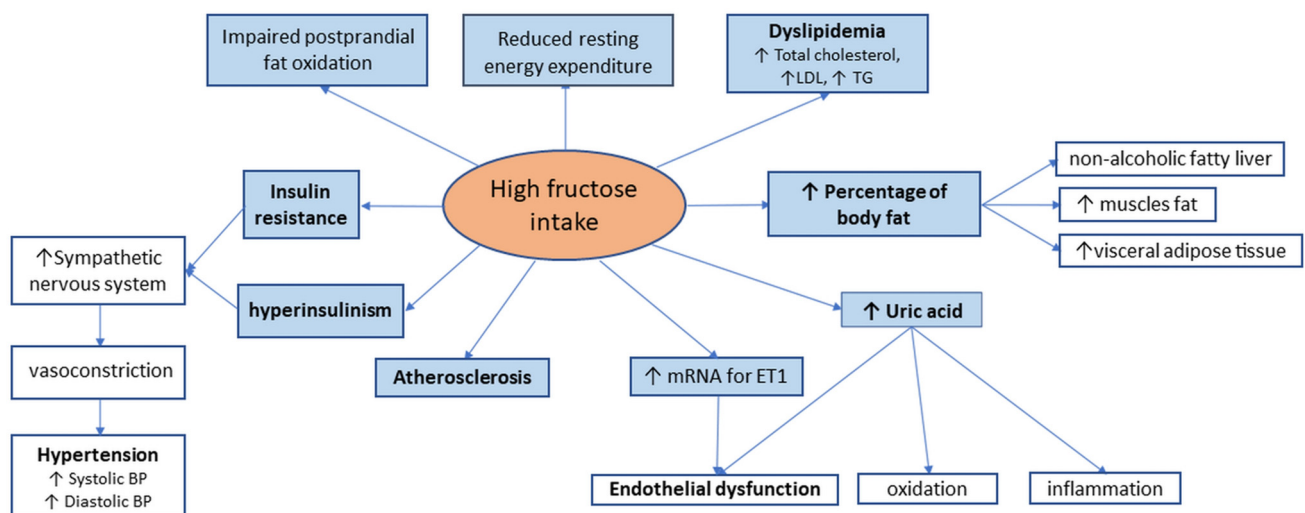 Impaired postprandial
fat oxidation
Reduced resting
energy expenditure
Dyslipidemia
↑ Total cholesterol,
↑LDL, ↑ TG
High fructose
intake
Insulin
resistance
↑ Percentage of
body fat
non-alcoholic fatty liver
↑ muscles fat
↑visceral adipose tissue
↑Sympathetic
nervous system
hyperinsulinism
↑ Uric acid
vasoconstriction
Atherosclerosis
↑ mRNA for ET1
Hypertension
↑ Systolic BP
↑ Diastolic BP
Endothelial dysfunction
oxidation
inflammation